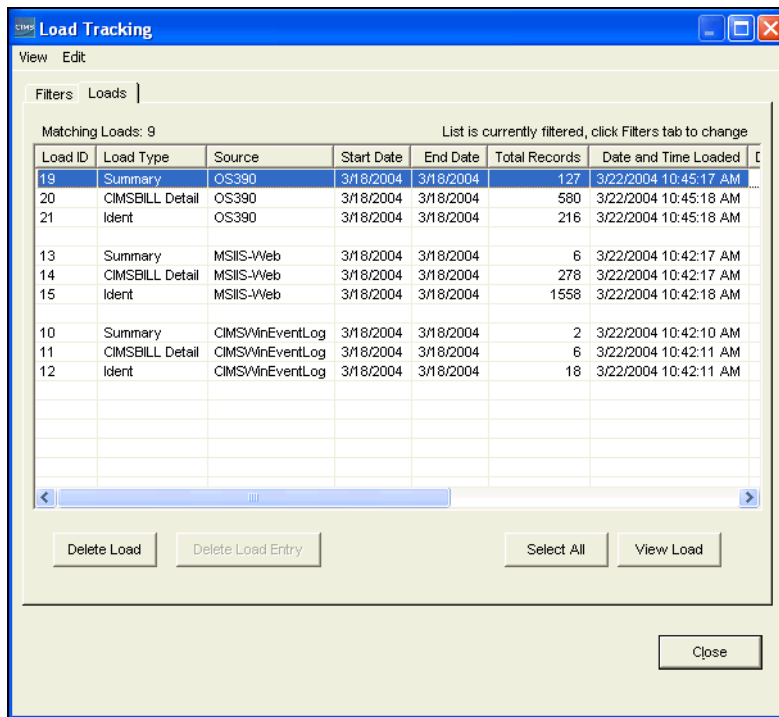 CIMS Load Tracking
View Edit
Filters Loads
Matching Loads: 9 List is currently filtered, click Filters tab to change
Load ID Load Type Source Start Date End Date Total Records Date and Time Loaded D
19 Summary OS390 3/18/2004 3/18/2004 127 3/22/2004 10:45:17 AM ...
20 CIMSBILL Detail OS390 3/18/2004 3/18/2004 580 3/22/2004 10:45:18 AM
21 Ident OS390 3/18/2004 3/18/2004 216 3/22/2004 10:45:18 AM
13 Summary MSIIS-Web 3/18/2004 3/18/2004 6 3/22/2004 10:42:17 AM
14 CIMSBILL Detail MSIIS-Web 3/18/2004 3/18/2004 278 3/22/2004 10:42:17 AM
15 Ident MSIIS-Web 3/18/2004 3/18/2004 1558 3/22/2004 10:42:18 AM
10 Summary CIMSWinEventLog 3/18/2004 3/18/2004 2 3/22/2004 10:42:10 AM
11 CIMSBILL Detail CIMSWinEventLog 3/18/2004 3/18/2004 6 3/22/2004 10:42:11 AM
12 Ident CIMSWinEventLog 3/18/2004 3/18/2004 18 3/22/2004 10:42:11 AM
Delete Load Delete Load Entry Select All View Load
Close